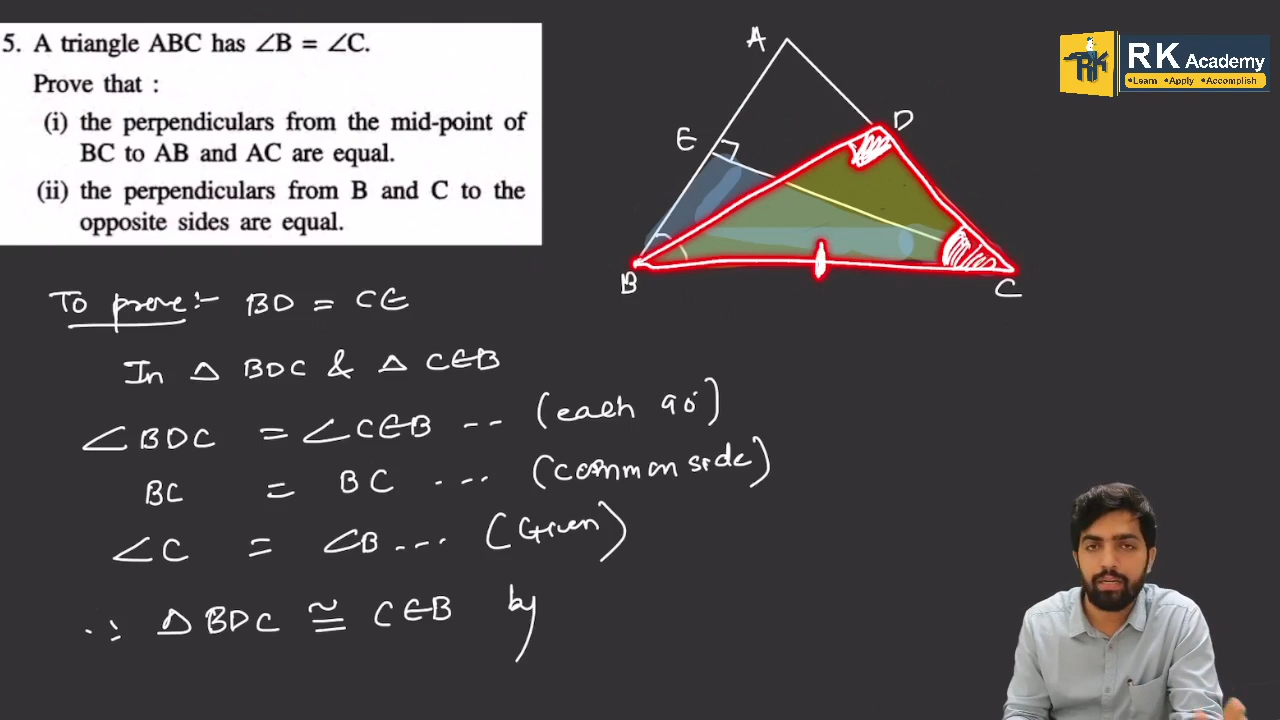 5. A triangle ABC has ∠B = ∠C.
Prove that :
(i) the perpendiculars from the mid-point of
BC to AB and AC are equal.
(ii) the perpendiculars from B and C to the
opposite sides are equal.
A
D
E
B
C
RK
RK Academy
•Learn •Apply •Accomplish
To prove:- BD = CE
In △ BDC & △ CEB
∠BDC = ∠CEB -- (each 90°)
BC = BC ... (common side)
∠C = ∠B --- (Given)
∴ △ BDC ≅ CEB by